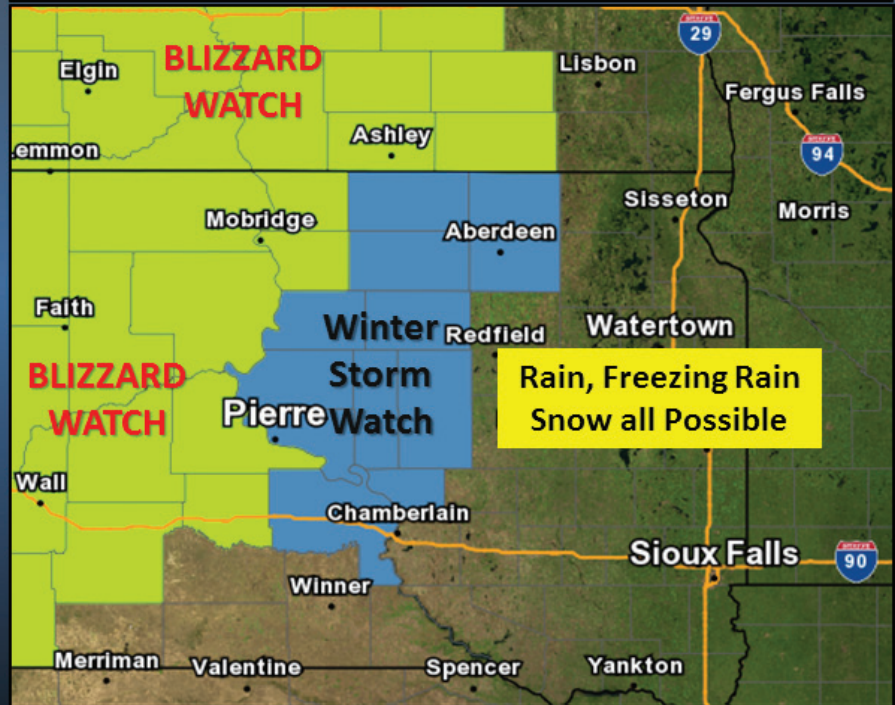 BLIZZARD
WATCH
Elgin
Lisbon
29
Fergus Falls
Ashley
94
emmon
Sisseton
Morris
Mobridge
Aberdeen
Faith
Winter
Storm
Watch
Redfield
Watertown
BLIZZARD
WATCH
Rain, Freezing Rain
Snow all Possible
Pierre
Wall
Chamberlain
Sioux Falls
90
Winner
Merriman
Valentine
Spencer
Yankton